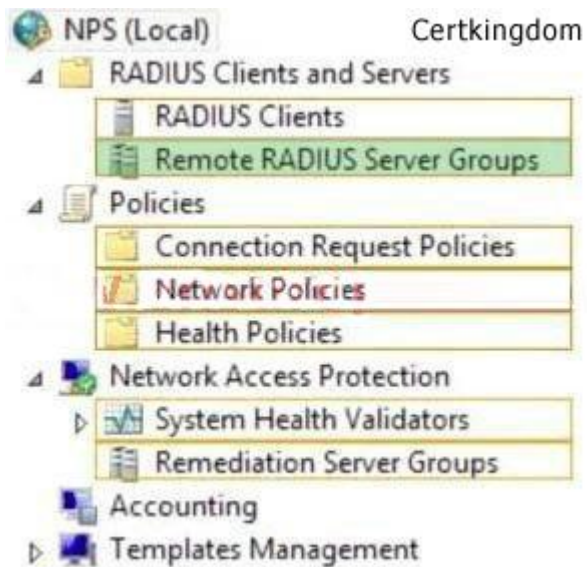 NPS (Local)
Certkingdom
RADIUS Clients and Servers
RADIUS Clients
Remote RADIUS Server Groups
Policies
Connection Request Policies
Network Policies
Health Policies
Network Access Protection
System Health Validators
Remediation Server Groups
Accounting
Templates Management